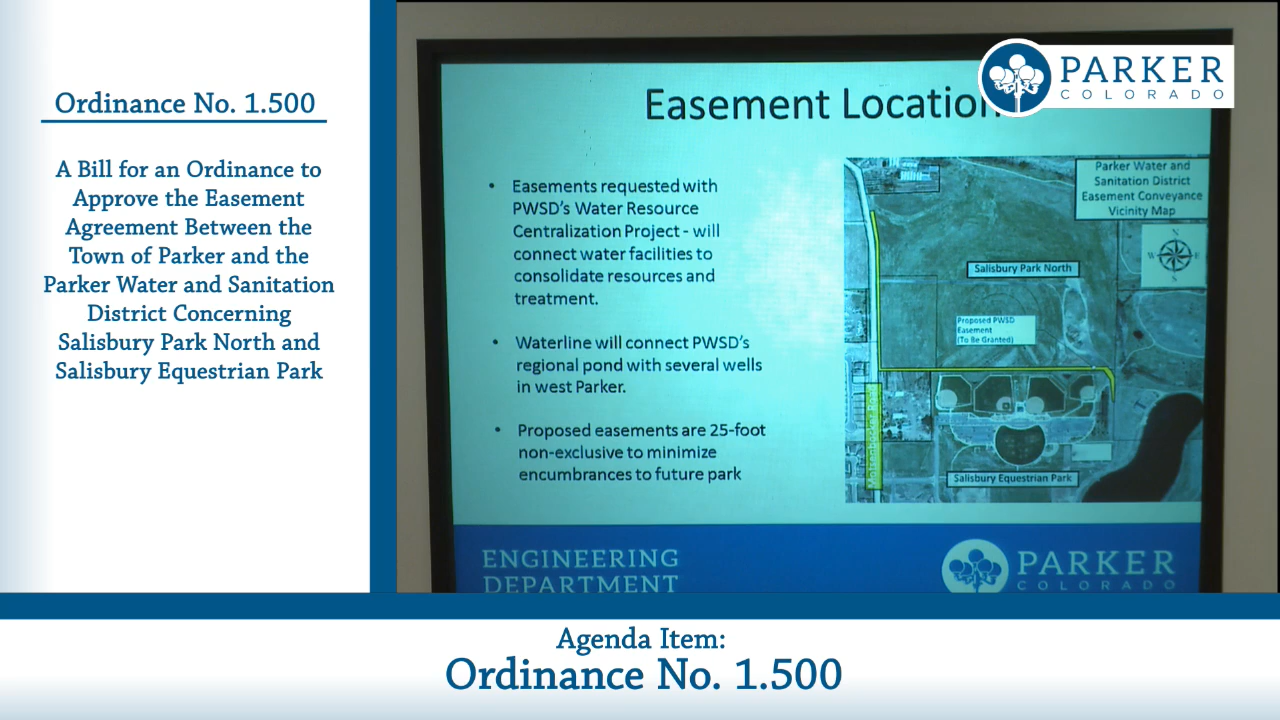 Ordinance No. 1.500
A Bill for an Ordinance to
Approve the Easement
Agreement Between the
Town of Parker and the
Parker Water and Sanitation
District Concerning
Salisbury Park North and
Salisbury Equestrian Park
PARKER
COLORADO
Easement Location
• Easements requested with
PWSD's Water Resource
Centralization Project - will
connect water facilities to
consolidate resources and
treatment.
• Waterline will connect PWSD's
regional pond with several wells
in west Parker.
• Proposed easements are 25-foot
non-exclusive to minimize
encumbrances to future park
Parker Water and
Sanitation District
Easement Conveyance
Vicinity Map
N
W E
S
Salisbury Park North
Proposed PWSD
Easement
(To Be Granted)
Salisbury Equestrian Park
ENGINEERING
DEPARTMENT
PARKER
COLORADO
Agenda Item:
Ordinance No. 1.500